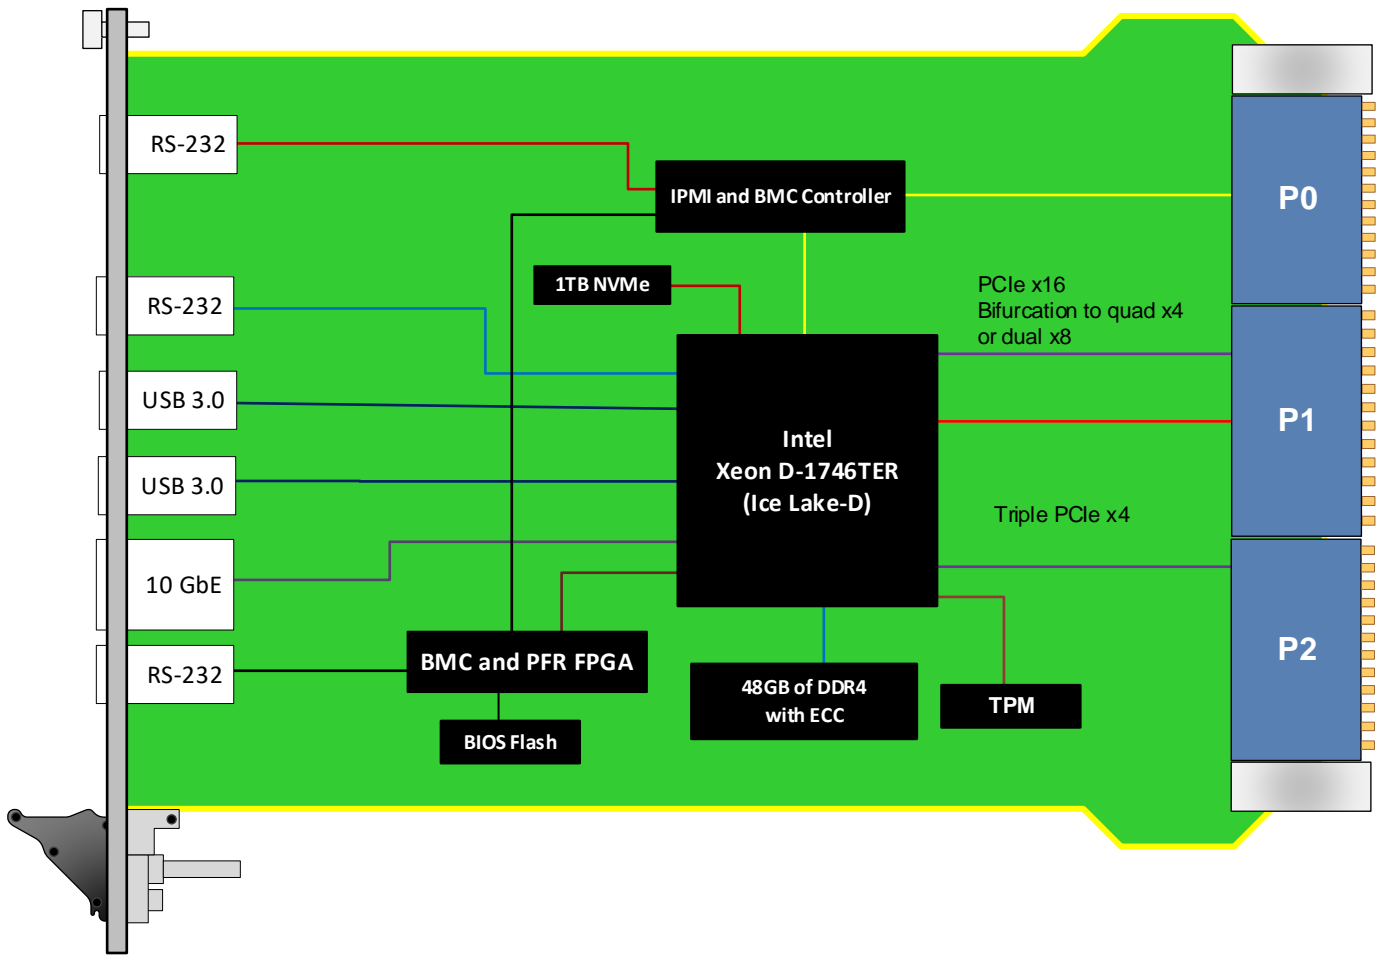 RS-232
IPMI and BMC Controller
P0
1TB NVMe
PCIe x16
Bifurcation to quad x4
or dual x8
RS-232
USB 3.0
P1
Intel
Xeon D-1746TER
(Ice Lake-D)
USB 3.0
Triple PCIe x4
10 GbE
BMC and PFR FPGA
P2
RS-232
48GB of DDR4
with ECC
TPM
BIOS Flash